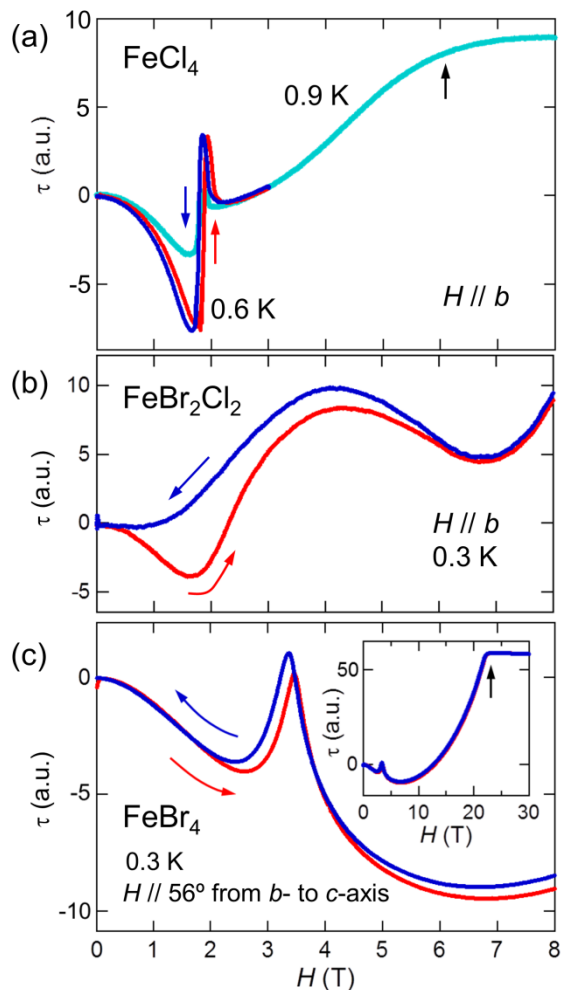 (a)
FeCl4
10
5
0
-5
τ (a.u.)
0.9 K
0.6 K
H // b
(b)
FeBr2Cl2
10
5
0
-5
τ (a.u.)
H // b
0.3 K
(c)
0
-5
-10
τ (a.u.)
50
0
τ (a.u.)
0 10 20 30
H (T)
FeBr4
0.3 K
H // 56º from b- to c-axis
0 1 2 3 4 5 6 7 8
H (T)